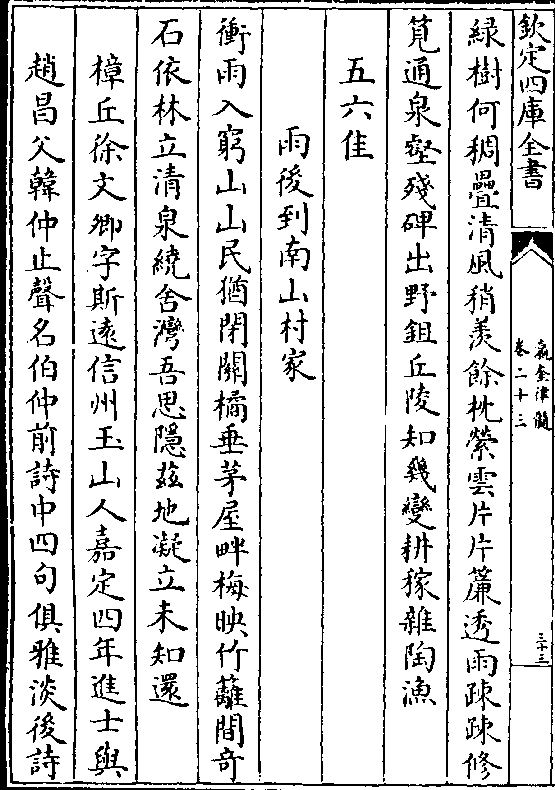 欽定四庫全書
瀛奎律髓
卷二十三
三十三
緑樹何稠疊清風稍羨餘枕縈雲片片簾透雨疎疎修
筧通泉壑殘碑出野鉏丘陵知幾變耕稼雜陶漁
五六佳
雨後到南山村家
衝雨入窮山山民猶閉關橘垂茅屋畔梅映竹籬間奇
石依林立清泉繞舍灣吾思隱茲地凝立未知還
樟丘徐文卿字斯遠信州玉山人嘉定四年進士與
趙昌父韓仲止聲名伯仲前詩中四句俱雅淡後詩